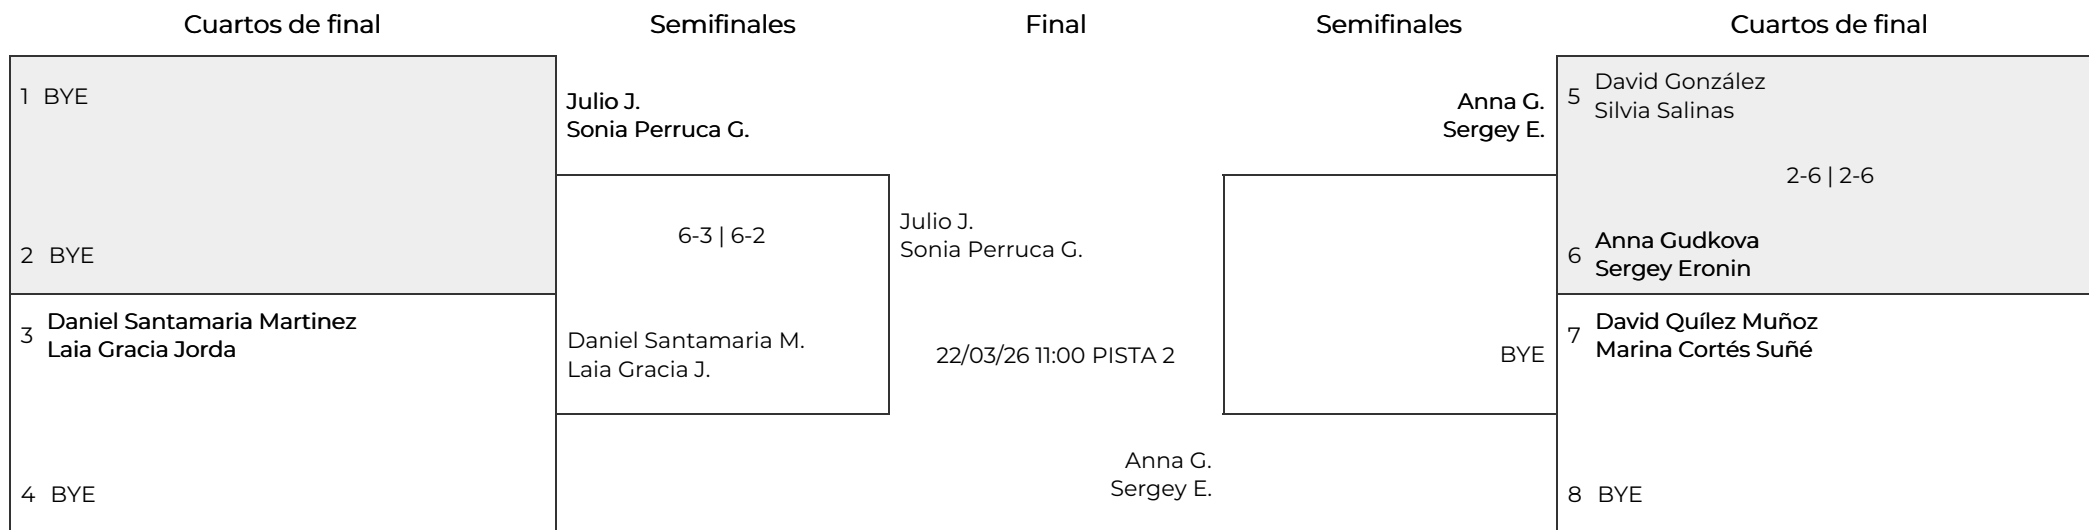 Cuartos de final
Semifinales
Final
Semifinales
Cuartos de final
1 BYE
2 BYE
3 Daniel Santamaria Martinez
Laia Gracia Jorda
4 BYE
Julio J.
Sonia Perruca G.
6-3 | 6-2
Daniel Santamaria M.
Laia Gracia J.
Julio J.
Sonia Perruca G.
22/03/26 11:00 PISTA 2
Anna G.
Sergey E.
Anna G.
Sergey E.
BYE
5 David González
Silvia Salinas
2-6 | 2-6
6 Anna Gudkova
Sergey Eronin
7 David Quílez Muñoz
Marina Cortés Suñé
8 BYE